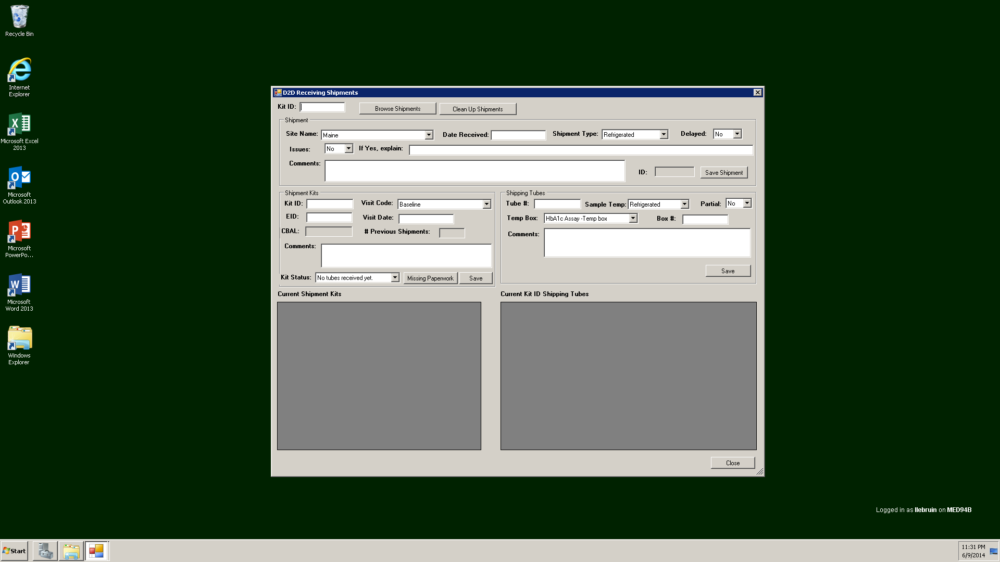 Recycle Bin
Internet
Explorer
Microsoft Excel
2013
Microsoft
Outlook 2013
Microsoft
PowerPo...
Microsoft
Word 2013
Windows
Explorer
D2D Receiving Shipments
Kit ID: Browse Shipments Clean Up Shipments
Shipment
Site Name: Maine Date Received: Shipment Type: Refrigerated Delayed: No
Issues: No If Yes, explain:
Comments:
ID: Save Shipment
Shipment Kits
Kit ID: Visit Code: Baseline
EID: Visit Date:
CBAL: # Previous Shipments:
Comments:
Kit Status: No tubes received yet. Missing Paperwork Save
Shipping Tubes
Tube #: Sample Temp: Refrigerated Partial: No
Temp Box: HbA1c Assay -Temp box Box #:
Comments:
Save
Current Shipment Kits
Current Kit ID Shipping Tubes
Close
Logged in as llebruin on MED94B
Start
11:31 PM
6/9/2014